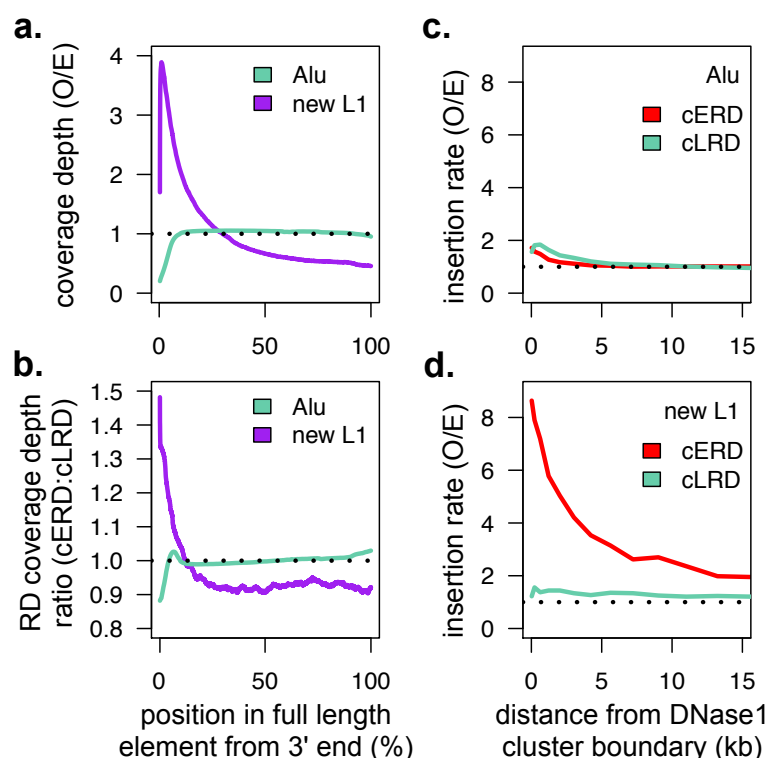 a.
coverage depth (O/E)
4
3
2
1
0
Alu
new L1
0
50
100
b.
RD coverage depth
ratio (cERD:cLRD)
1.5
1.4
1.3
1.2
1.1
1.0
0.9
0.8
Alu
new L1
0
50
100
position in full length
element from 3' end (%)
c.
insertion rate (O/E)
8
6
4
2
0
Alu
cERD
cLRD
0
5
10
15
d.
insertion rate (O/E)
8
6
4
2
0
new L1
cERD
cLRD
0
5
10
15
distance from DNase1
cluster boundary (kb)